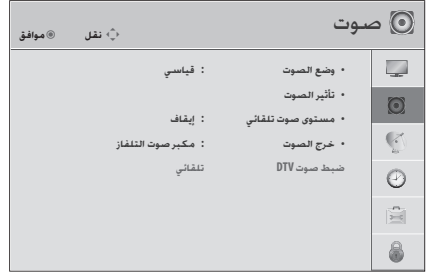 صوت
نقل موافق
• وضع الصوت : قياسي
• تأثير الصوت
• مستوى صوت تلقائي : إيقاف
• خرج الصوت : مكبر صوت التلفاز
ضبط صوت DTV تلقائي